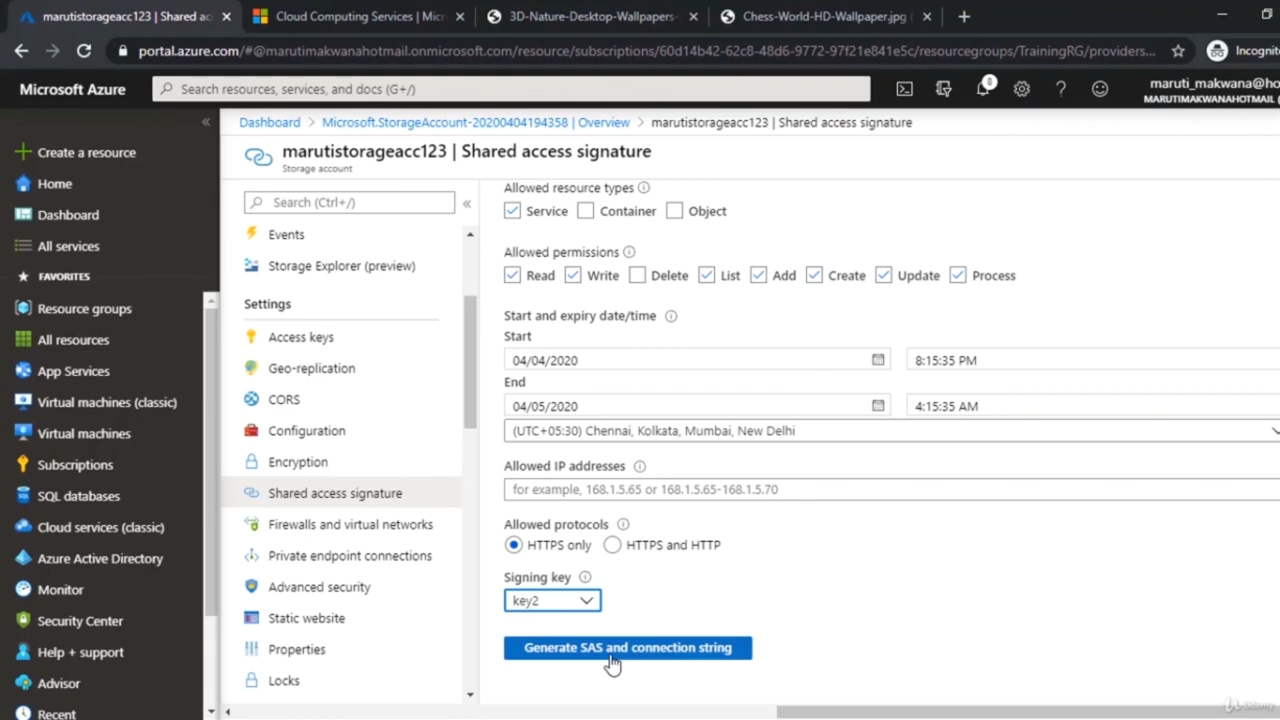 marutistorageacc123 | Shared ac
Cloud Computing Services | Micr
3D-Nature-Desktop-Wallpapers-
Chess-World-HD-Wallpaper.jpg (
portal.azure.com/#@marutimakwanahotmail.onmicrosoft.com/resource/subscriptions/60d14b42-62c8-48d6-9772-97f21e841e5c/resourcegroups/TrainingRG/providers...
Incognito
Microsoft Azure
Search resources, services, and docs (G+/)
maruti_makwana@ho
MARUTIMAKWANAHOTMAIL (
Dashboard > Microsoft.StorageAccount-20200404194358 | Overview > marutistorageacc123 | Shared access signature
marutistorageacc123 | Shared access signature
Storage account
Create a resource
Home
Dashboard
All services
FAVORITES
Resource groups
All resources
App Services
Virtual machines (classic)
Virtual machines
Subscriptions
SQL databases
Cloud services (classic)
Azure Active Directory
Monitor
Security Center
Help + support
Advisor
Recent
Search (Ctrl+/)
Events
Storage Explorer (preview)
Settings
Access keys
Geo-replication
CORS
Configuration
Encryption
Shared access signature
Firewalls and virtual networks
Private endpoint connections
Advanced security
Static website
Properties
Locks
Allowed resource types
Service Container Object
Allowed permissions
Read Write Delete List Add Create Update Process
Start and expiry date/time
Start
04/04/2020 8:15:35 PM
End
04/05/2020 4:15:35 AM
(UTC+05:30) Chennai, Kolkata, Mumbai, New Delhi
Allowed IP addresses
for example, 168.1.5.65 or 168.1.5.65-168.1.5.70
Allowed protocols
HTTPS only HTTPS and HTTP
Signing key
key2
Generate SAS and connection string
Udemy